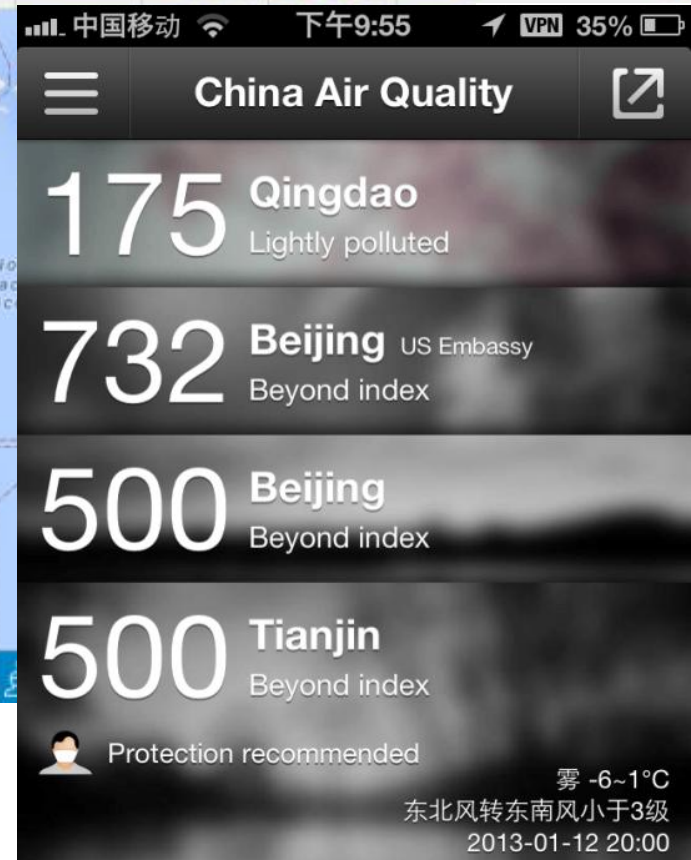 中国移动 下午9:55 VPN 35%
China Air Quality
175 Qingdao
Lightly polluted
732 Beijing US Embassy
Beyond index
500 Beijing
Beyond index
500 Tianjin
Beyond index
Protection recommended
雾 -6~1°C
东北风转东南风小于3级
2013-01-12 20:00